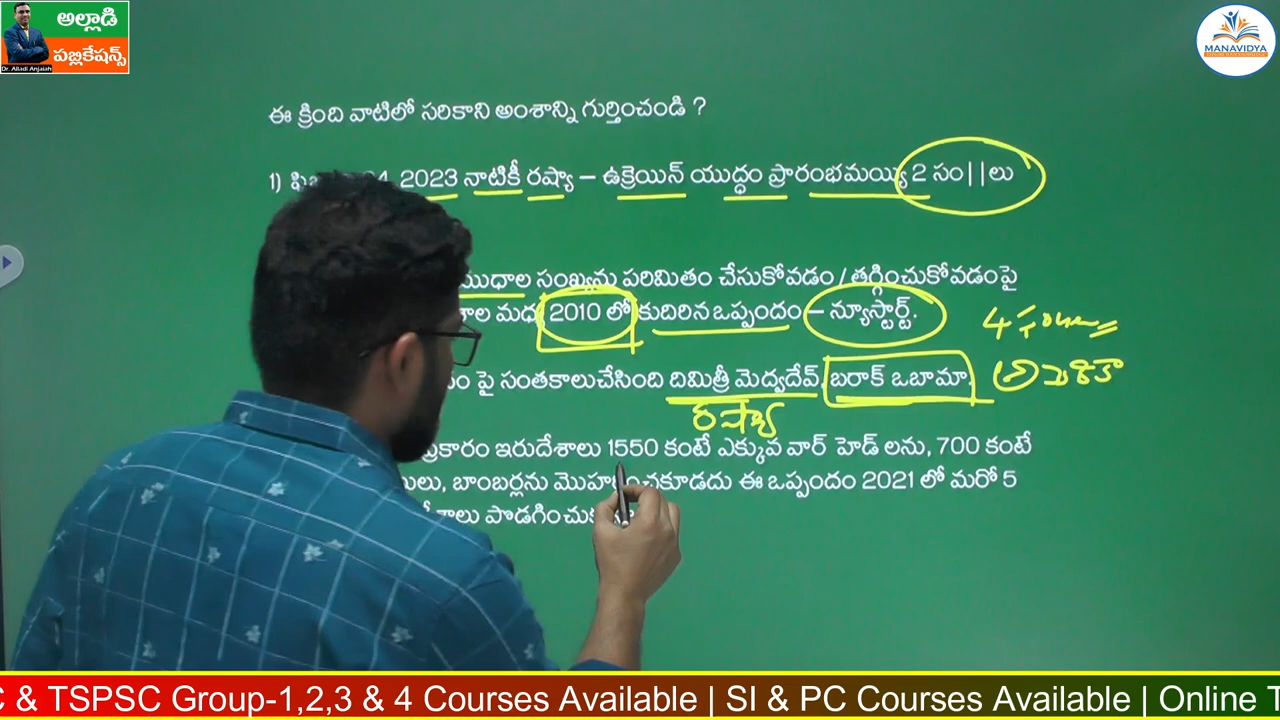 అల్లాడి
పబ్లికేషన్స్
Dr. Alladi Anjaiah
MANAVIDYA
ఈ క్రింది వాటిలో సరికాని అంశాన్ని గుర్తించండి ?
1) 2023 నాటికీ రష్యా – ఉక్రెయిన్ యుద్ధం ప్రారంభమయ్యి 2 సం||లు
సంఖ్యను పరిమితం చేసుకోవడం / తగ్గించుకోవడంపై
2010 లో కుదిరిన ఒప్పందం – న్యూస్టార్ట్.
పై సంతకాలుచేసింది దిమిత్రీ మెద్వదేవ్, బరాక్ ఒబామా
రష్యా
ఇరుదేశాలు 1550 కంటే ఎక్కువ వార్ హెడ్ లను, 700 కంటే
బాంబర్లను మొహరించకూడదు ఈ ఒప్పందం 2021 లో మరో 5
C & TSPSC Group-1,2,3 & 4 Courses Available | SI & PC Courses Available | Online T